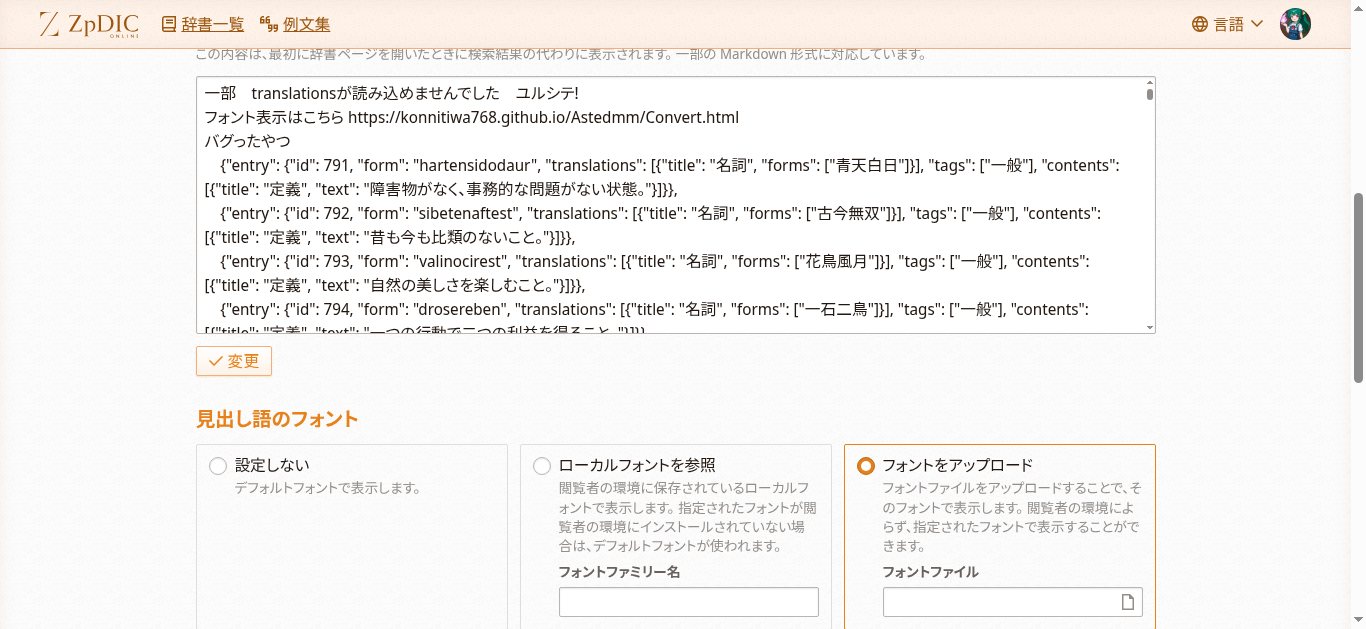 ZpDIC ONLINE 辞書一覧 例文集 言語
この内容は、最初に辞書ページを開いたときに検索結果の代わりに表示されます。一部の Markdown 形式に対応しています。
一部　translationsが読み込めませんでした　ユルシテ!
フォント表示はこちら https://konnitiwa768.github.io/Astedmm/Convert.html
バグったやつ
{"entry": {"id": 791, "form": "hartensidodaur", "translations": [{"title": "名詞", "forms": ["青天白日"]}], "tags": ["一般"], "contents":
[{"title": "定義", "text": "障害物がなく、事務的な問題がない状態。"}]}},
{"entry": {"id": 792, "form": "sibetenaftest", "translations": [{"title": "名詞", "forms": ["古今無双"]}], "tags": ["一般"], "contents":
[{"title": "定義", "text": "昔も今も比類のないこと。"}]}},
{"entry": {"id": 793, "form": "valinocirest", "translations": [{"title": "名詞", "forms": ["花鳥風月"]}], "tags": ["一般"], "contents":
[{"title": "定義", "text": "自然の美しさを楽しむこと。"}]}},
{"entry": {"id": 794, "form": "drosereben", "translations": [{"title": "名詞", "forms": ["一石二鳥"]}], "tags": ["一般"], "contents":
[{"title": "定義", "text": "一つの行動で二つの利益を得ること。"}]}},
変更
見出し語のフォント
設定しない
デフォルトフォントで表示します。
ローカルフォントを参照
閲覧者の環境に保存されているローカルフ
ォントで表示します。指定されたフォントが閲
覧者の環境にインストールされていない場
合は、デフォルトフォントが使われます。
フォントファミリー名
フォントをアップロード
フォントファイルをアップロードすることで、そ
のフォントで表示します。閲覧者の環境によ
らず、指定されたフォントで表示することがで
きます。
フォントファイル